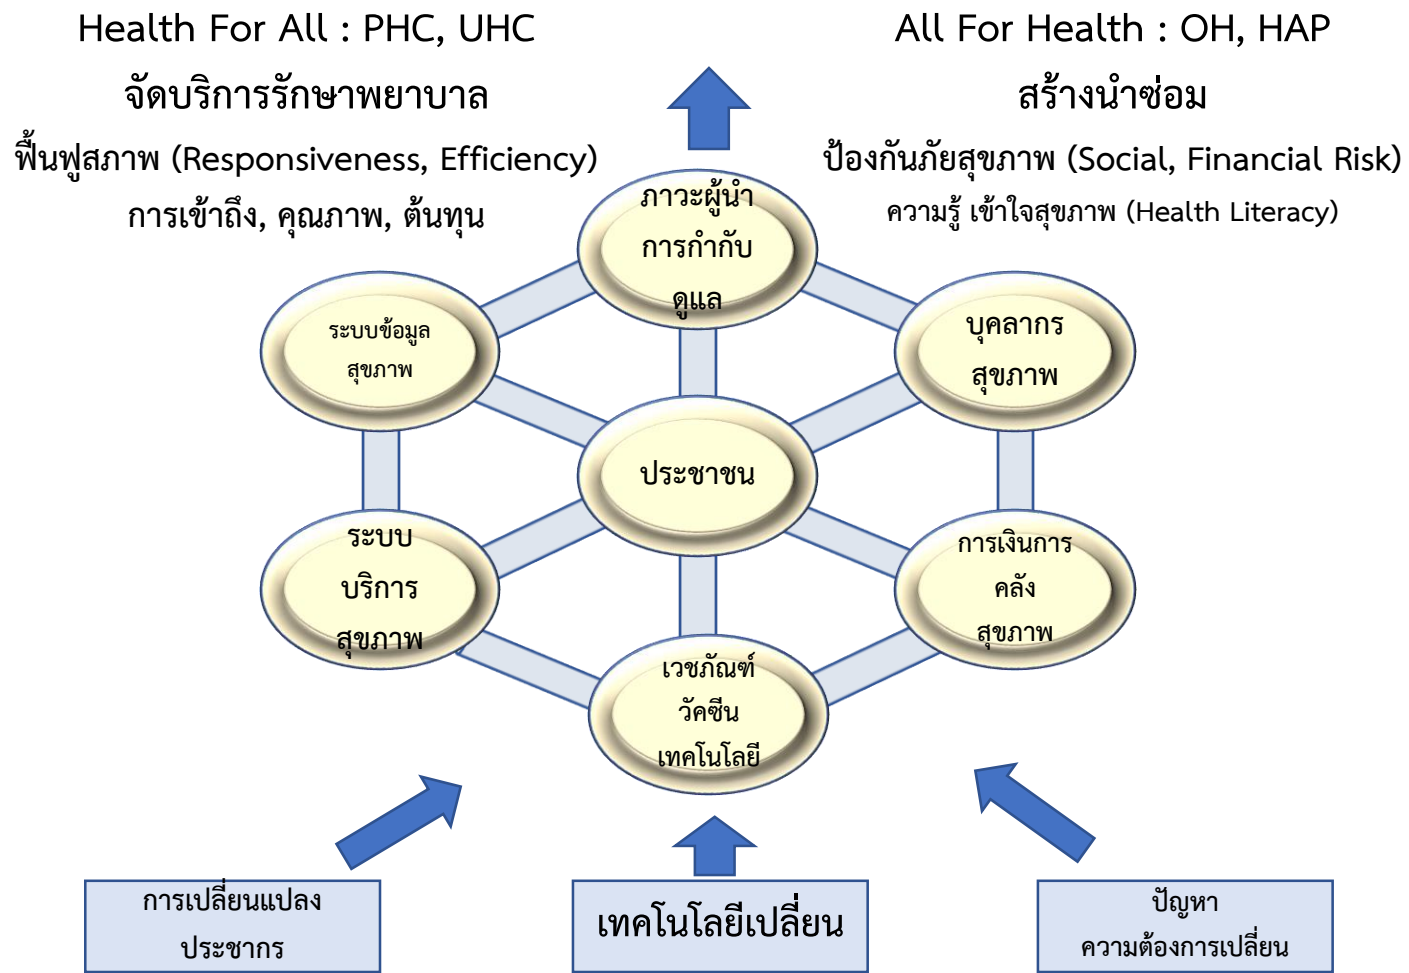 Health For All : PHC, UHC
จัดบริการรักษาพยาบาล
ฟื้นฟูสภาพ (Responsiveness, Efficiency)
การเข้าถึง, คุณภาพ, ต้นทุน
All For Health : OH, HAP
สร้างนำซ่อม
ป้องกันภัยสุขภาพ (Social, Financial Risk)
ความรู้ เข้าใจสุขภาพ (Health Literacy)
ภาวะผู้นำ
การกำกับ
ดูแล
ระบบข้อมูล
สุขภาพ
บุคลากร
สุขภาพ
ประชาชน
ระบบ
บริการ
สุขภาพ
การเงินการ
คลัง
สุขภาพ
เวชภัณฑ์
วัคซีน
เทคโนโลยี
การเปลี่ยนแปลง
ประชากร
เทคโนโลยีเปลี่ยน
ปัญหา
ความต้องการเปลี่ยน